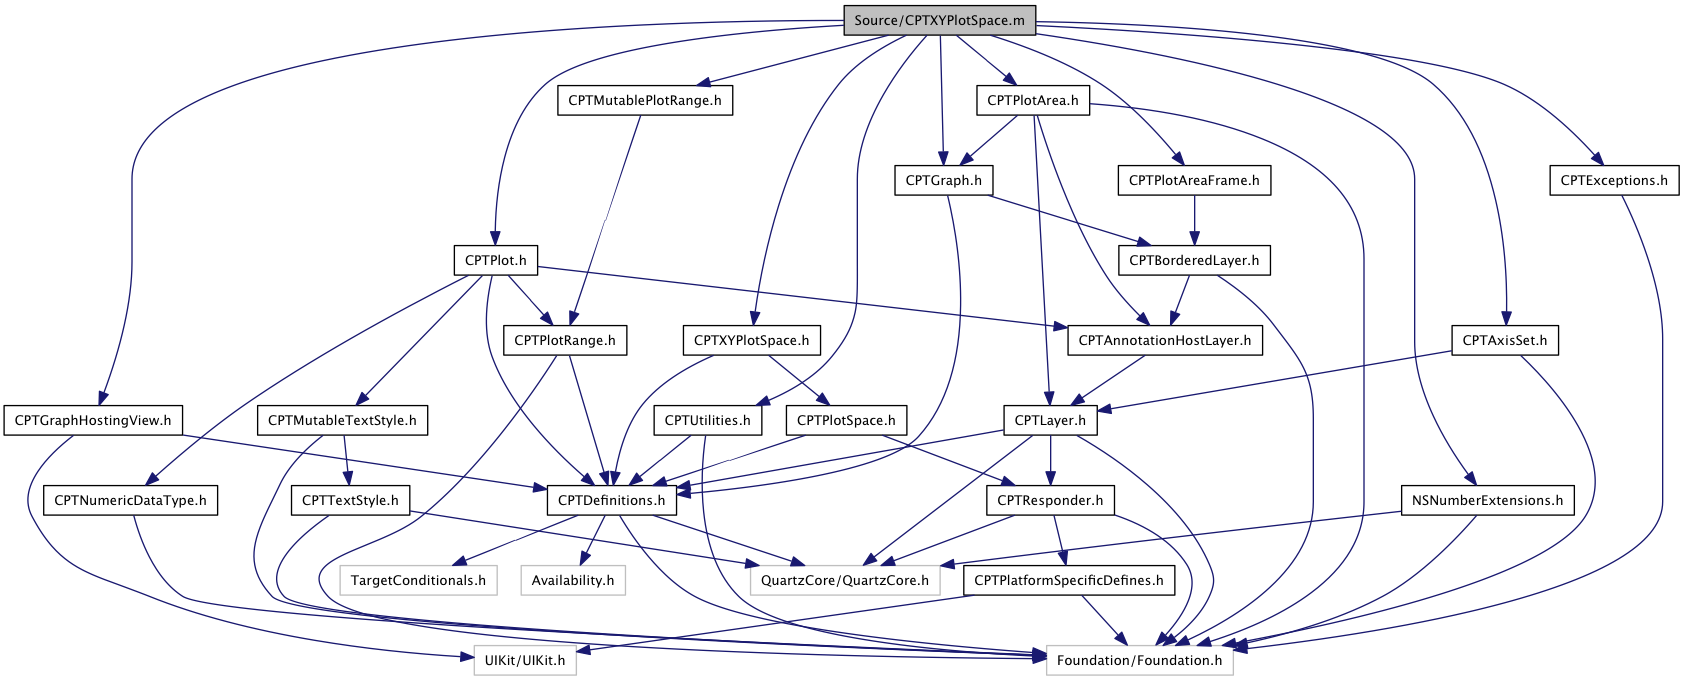 Source/CPTXYPlotSpace.m
CPTMutablePlotRange.h
CPTPlotArea.h
CPTGraph.h
CPTPlotAreaFrame.h
CPTExceptions.h
CPTPlot.h
CPTBorderedLayer.h
CPTPlotRange.h
CPTXYPlotSpace.h
CPTAnnotationHostLayer.h
CPTAxisSet.h
CPTGraphHostingView.h
CPTMutableTextStyle.h
CPTUtilities.h
CPTPlotSpace.h
CPTLayer.h
CPTNumericDataType.h
CPTTextStyle.h
CPTDefinitions.h
CPTResponder.h
NSNumberExtensions.h
TargetConditionals.h
Availability.h
QuartzCore/QuartzCore.h
CPTPlatformSpecificDefines.h
UIKit/UIKit.h
Foundation/Foundation.h